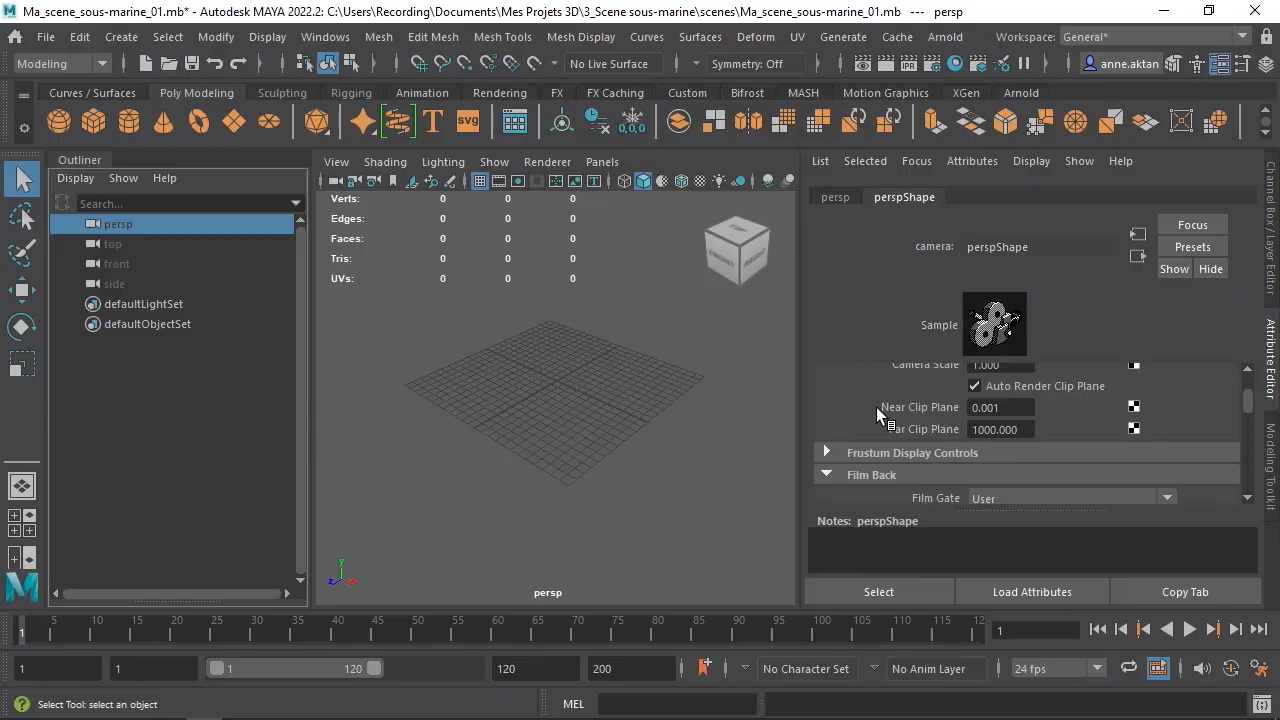 Ma_scene_sous-marine_01.mb* - Autodesk MAYA 2022.2: C:\Users\Recording\Documents\Mes Projets 3D\3_Scene sous-marine\scenes\Ma_scene_sous-marine_01.mb --- persp
File Edit Create Select Modify Display Windows Mesh Edit Mesh Mesh Tools Mesh Display Curves Surfaces Deform UV Generate Cache Arnold Workspace: General*
Modeling No Live Surface Symmetry: Off anne.aktan
Curves / Surfaces Poly Modeling Sculpting Rigging Animation Rendering FX FX Caching Custom Bifrost MASH Motion Graphics XGen Arnold
T svg 0,0,0
Outliner
Display Show Help
Search...
persp
top
front
side
defaultLightSet
defaultObjectSet
View Shading Lighting Show Renderer Panels
Verts: 0 0 0
Edges: 0 0 0
Faces: 0 0 0
Tris: 0 0 0
UVs: 0 0 0
FRONT RIGHT
y
z
persp
List Selected Focus Attributes Display Show Help
persp perspShape
Focus
camera: perspShape Presets
Show Hide
Sample
Camera Scale 1.000
Auto Render Clip Plane
Near Clip Plane 0.001
ar Clip Plane 1000.000
Frustum Display Controls
Film Back
Film Gate User
Notes: perspShape
Select Load Attributes Copy Tab
Channel Box / Layer Editor
Attribute Editor
Modeling Toolkit
1 5 10 15 20 25 30 35 40 45 50 55 60 65 70 75 80 85 90 95 100 105 110 115 12 1
1 1 1 120 120 200 No Character Set No Anim Layer 24 fps
M
Select Tool: select an object MEL